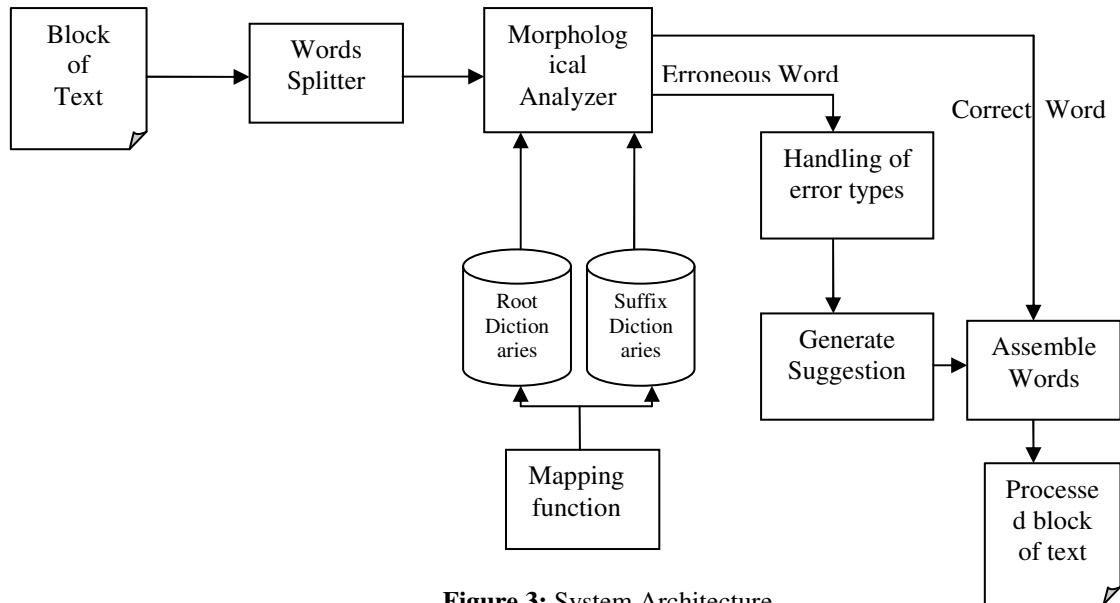 Block
of
Text
Words
Splitter
Morpholog
ical
Analyzer
Erroneous Word
Correct Word
Handling of
error types
Root
Diction
aries
Suffix
Diction
aries
Generate
Suggestion
Assemble
Words
Mapping
function
Processe
d block
of text
Figure 3: System Architecture